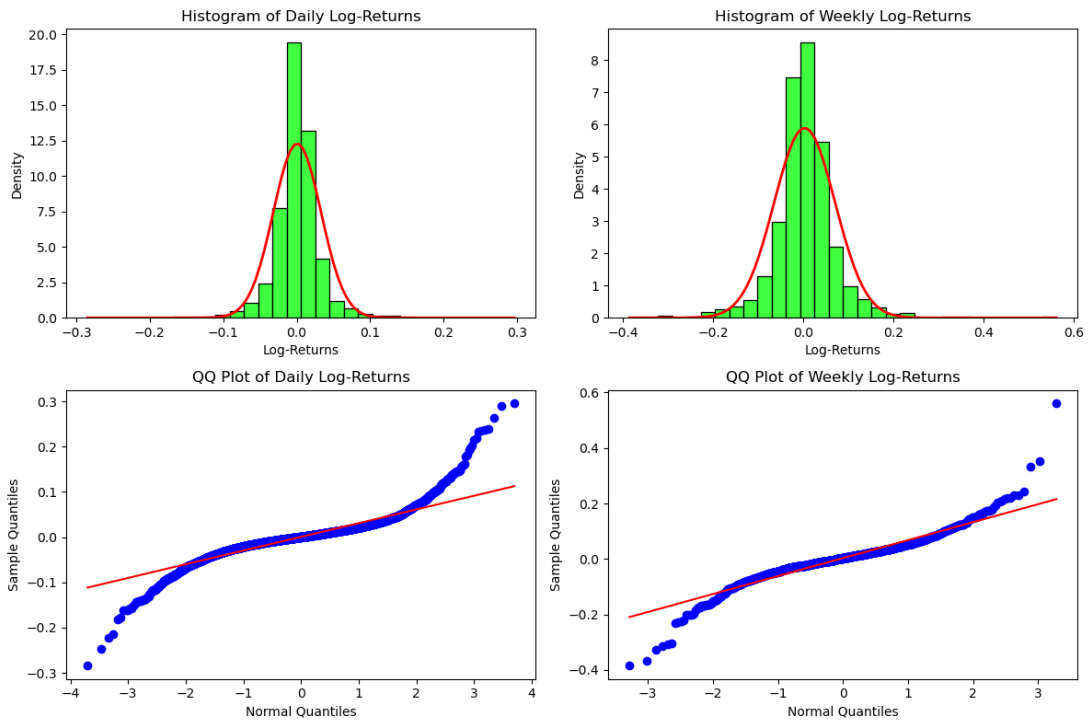 Histogram of Daily Log-Returns
20.0
17.5
15.0
12.5
10.0
7.5
5.0
2.5
0.0
Density
−0.3 −0.2 −0.1 0.0 0.1 0.2 0.3
Log-Returns
Histogram of Weekly Log-Returns
8
7
6
5
4
3
2
1
0
Density
−0.4 −0.2 0.0 0.2 0.4 0.6
Log-Returns
QQ Plot of Daily Log-Returns
0.3
0.2
0.1
0.0
−0.1
−0.2
−0.3
Sample Quantiles
−4 −3 −2 −1 0 1 2 3 4
Normal Quantiles
QQ Plot of Weekly Log-Returns
0.6
0.4
0.2
0.0
−0.2
−0.4
Sample Quantiles
−3 −2 −1 0 1 2 3
Normal Quantiles